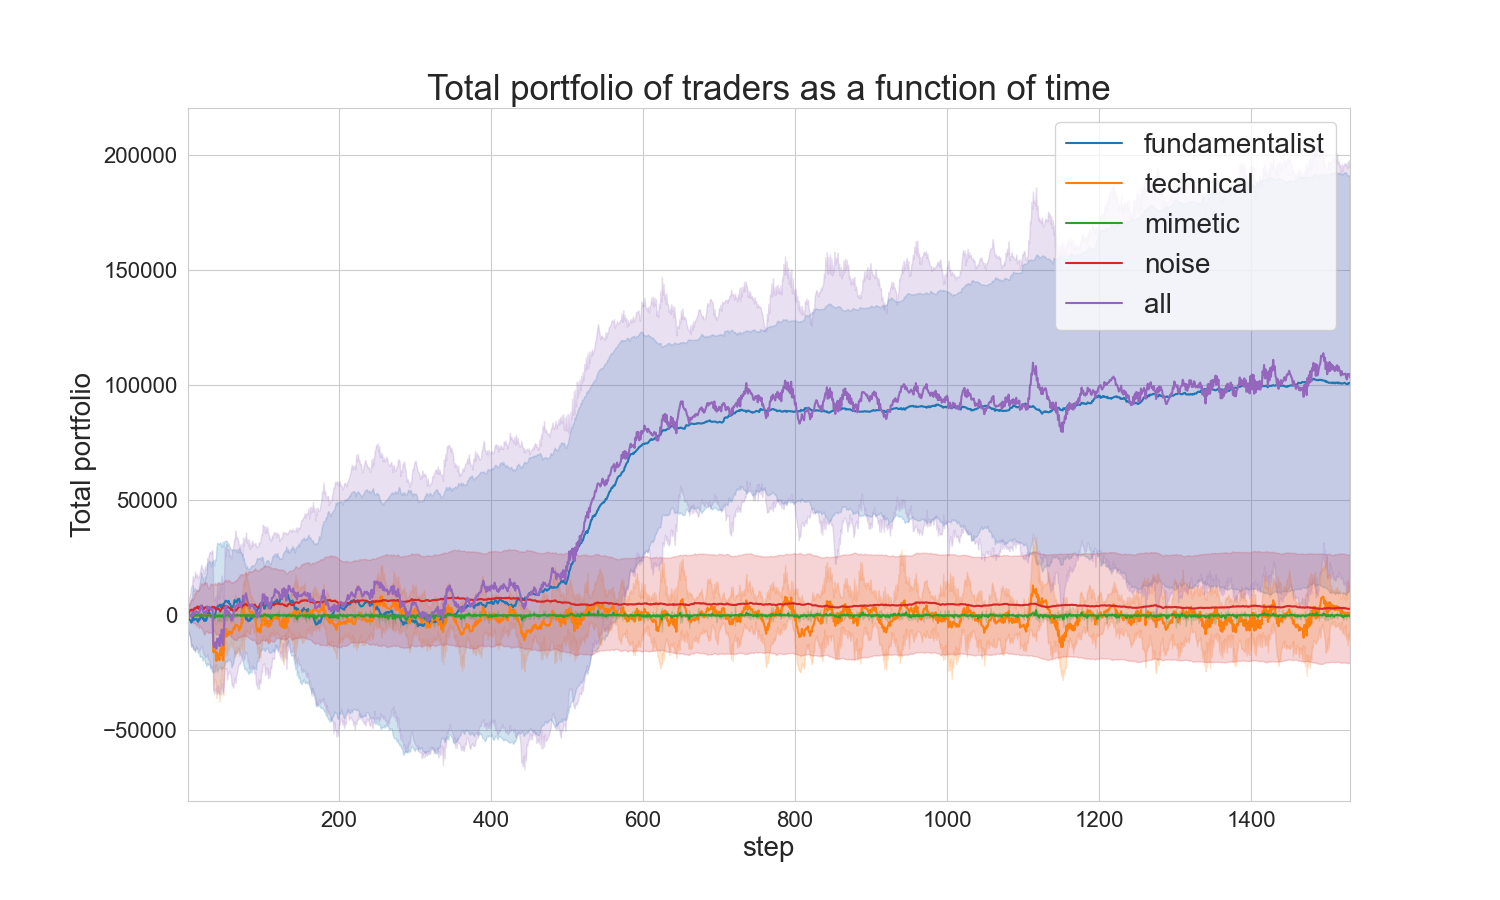 Total portfolio of traders as a function of time
fundamentalist
technical
mimetic
noise
all
Total portfolio
200000
150000
100000
50000
0
−50000
200 400 600 800 1000 1200 1400
step